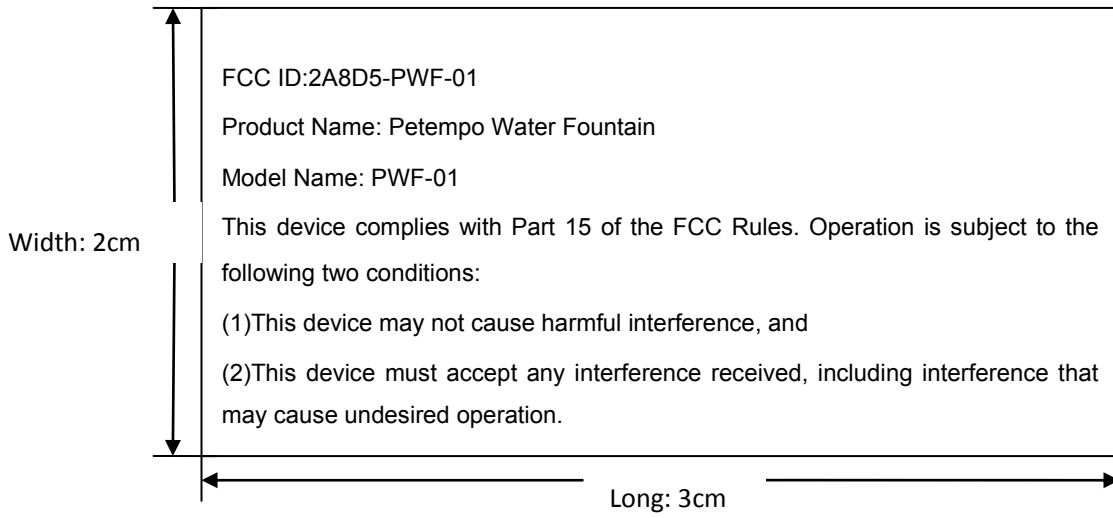 FCC ID:2A8D5-PWF-01
Product Name: Petempo Water Fountain
Model Name: PWF-01
This device complies with Part 15 of the FCC Rules. Operation is subject to the
Width: 2cm
following two conditions:
(1)This device may not cause harmful interference, and
(2)This device must accept any interference received, including interference that
may cause undesired operation.
Long: 3cm